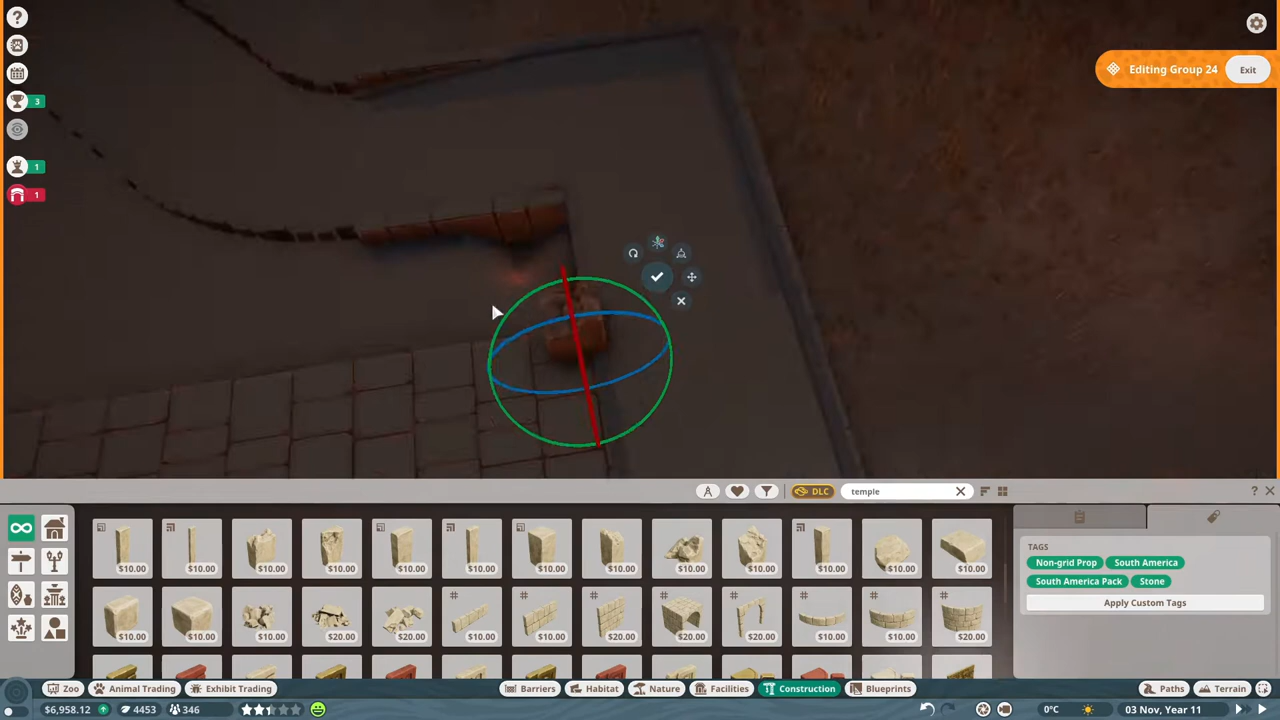 ?
Editing Group 24
Exit
3
1
1
DLC
temple
?
$10.00 $10.00 $10.00 $10.00 $10.00 $10.00 $10.00 $10.00 $10.00 $10.00 $10.00 $10.00 $10.00
$10.00 $10.00 $10.00 $20.00 $20.00 $10.00 $10.00 $20.00 $20.00 $20.00 $10.00 $10.00 $20.00
TAGS
Non-grid Prop South America
South America Pack Stone
Apply Custom Tags
Zoo Animal Trading Exhibit Trading Barriers Habitat Nature Facilities Construction Blueprints Paths Terrain
$6,958.12 4453 346 0°C 03 Nov, Year 11